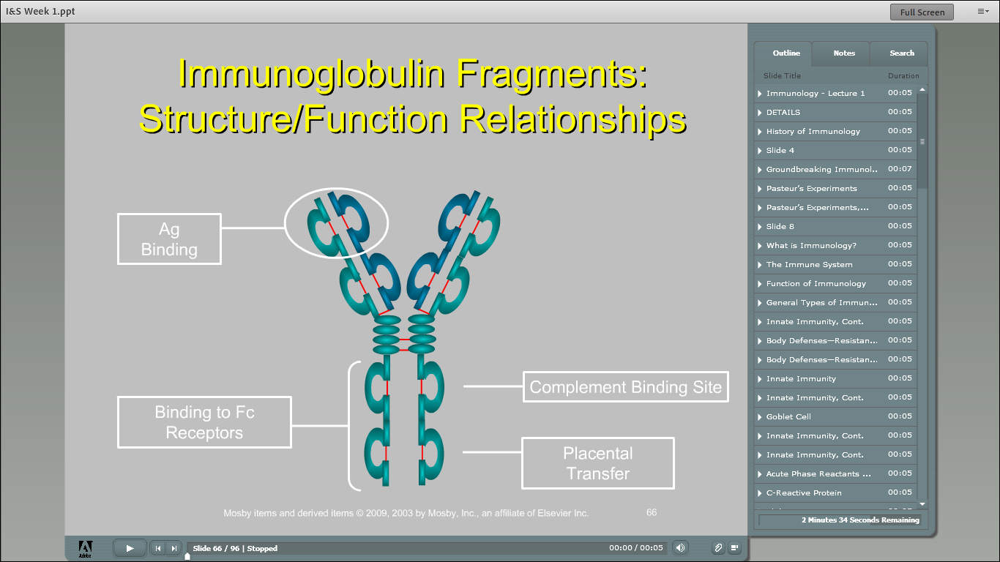 I&S Week 1.ppt
Full Screen
Immunoglobulin Fragments:
Structure/Function Relationships
Ag
Binding
Complement Binding Site
Binding to Fc
Receptors
Placental
Transfer
Mosby items and derived items © 2009, 2003 by Mosby, Inc., an affiliate of Elsevier Inc.
66
Outline Notes Search
Slide Title Duration
Immunology - Lecture 1 00:05
DETAILS 00:05
History of Immunology 00:05
Slide 4 00:05
Groundbreaking Immunol.. 00:07
Pasteur's Experiments 00:05
Pasteur's Experiments,... 00:05
Slide 8 00:05
What is Immunology? 00:05
The Immune System 00:05
Function of Immunology 00:05
General Types of Immun... 00:05
Innate Immunity, Cont. 00:05
Body Defenses—Resistan... 00:05
Body Defenses—Resistan... 00:05
Innate Immunity 00:05
Innate Immunity, Cont. 00:05
Goblet Cell 00:05
Innate Immunity, Cont. 00:05
Innate Immunity, Cont. 00:05
Acute Phase Reactants ... 00:05
C-Reactive Protein 00:05
2 Minutes 34 Seconds Remaining
Adobe
Slide 66 / 96 | Stopped
00:00 / 00:05